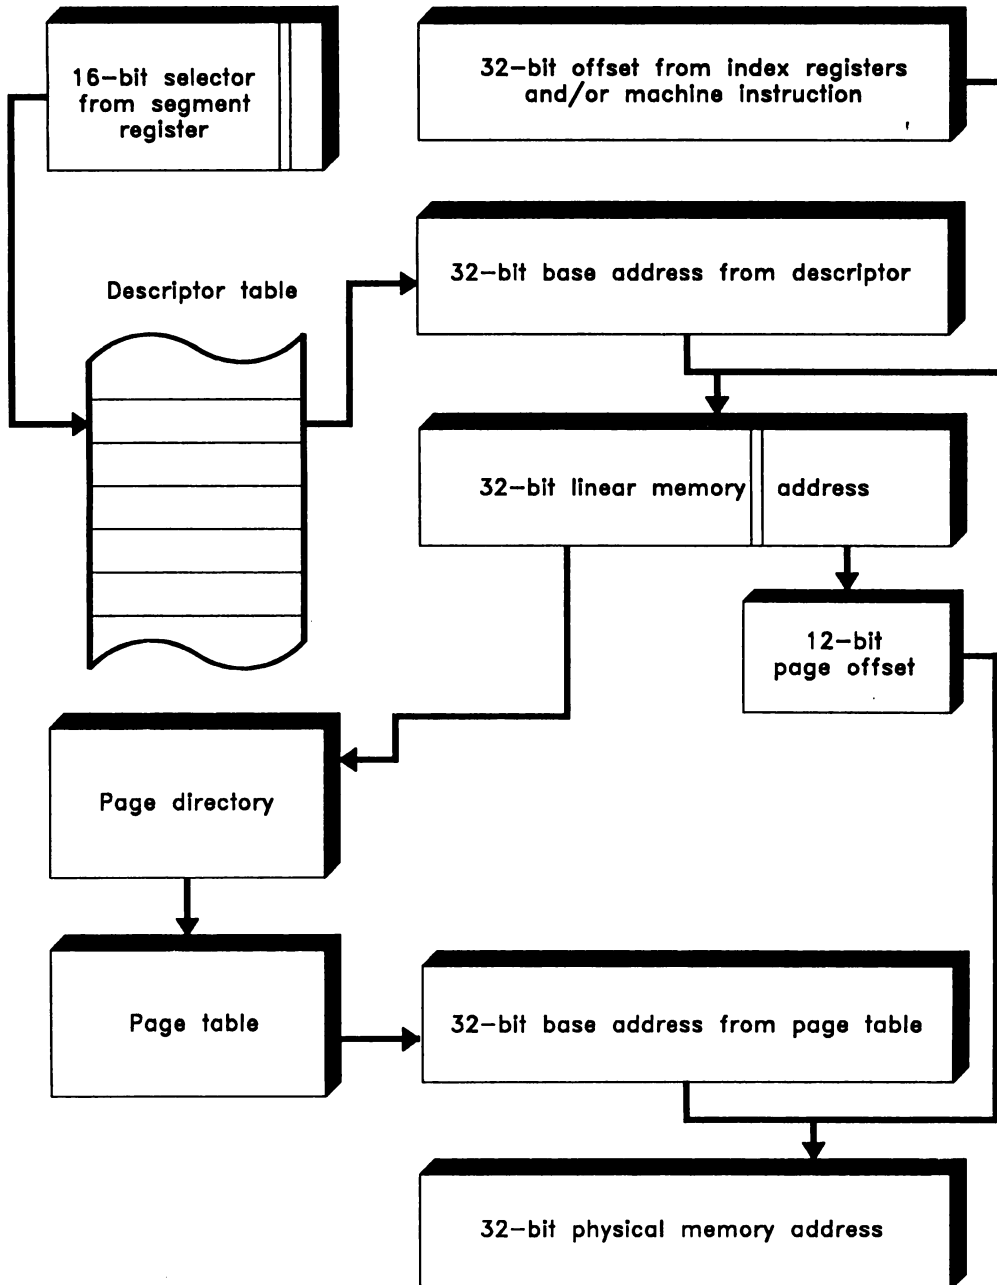 16-bit selector
from segment
register
32-bit offset from index registers
and/or machine instruction
32-bit base address from descriptor
Descriptor table
32-bit linear memory address
12-bit
page offset
Page directory
Page table
32-bit base address from page table
32-bit physical memory address